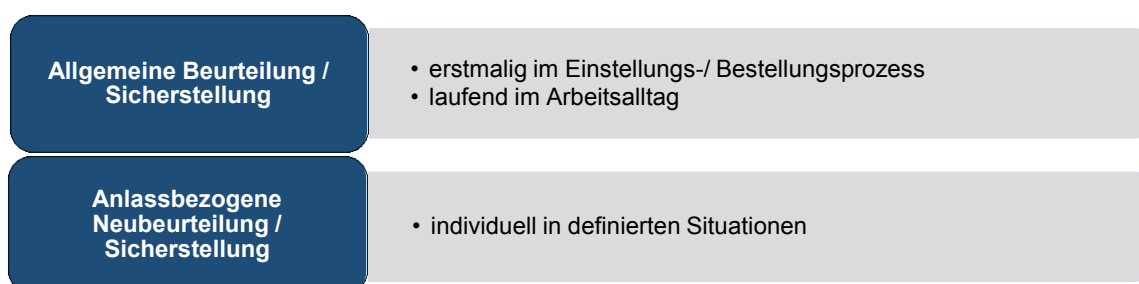 Allgemeine Beurteilung /
Sicherstellung
• erstmalig im Einstellungs-/ Bestellungsprozess
• laufend im Arbeitsalltag
Anlassbezogene
Neubeurteilung /
Sicherstellung
• individuell in definierten Situationen